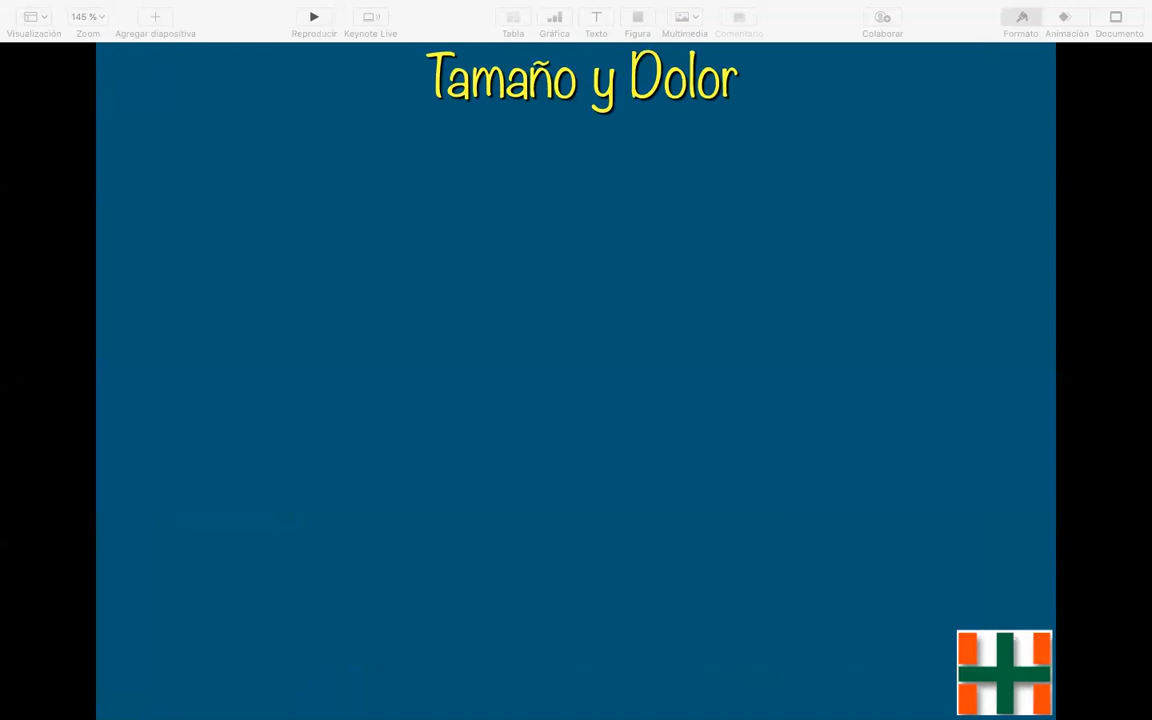 145 %
Visualización
Zoom
Agregar diapositiva
Reproducir
Keynote Live
Tabla
Gráfica
Texto
Figura
Multimedia
Comentario
Colaborar
Formato
Animación
Documento
Tamaño y Dolor